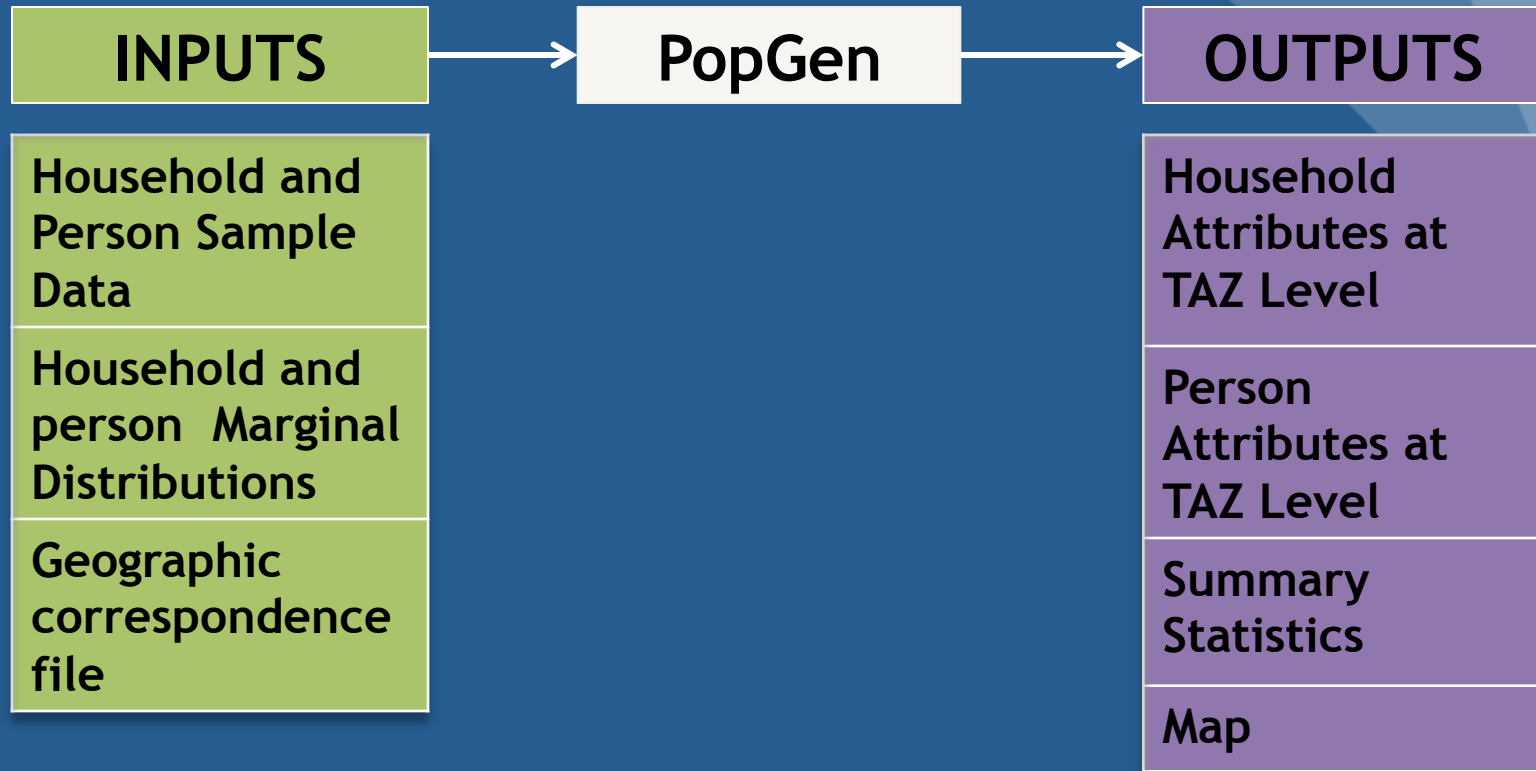 INPUTS
PopGen
OUTPUTS
Household and
Person Sample
Data
Household and
person Marginal
Distributions
Geographic
correspondence
file
Household
Attributes at
TAZ Level
Person
Attributes at
TAZ Level
Summary
Statistics
Map